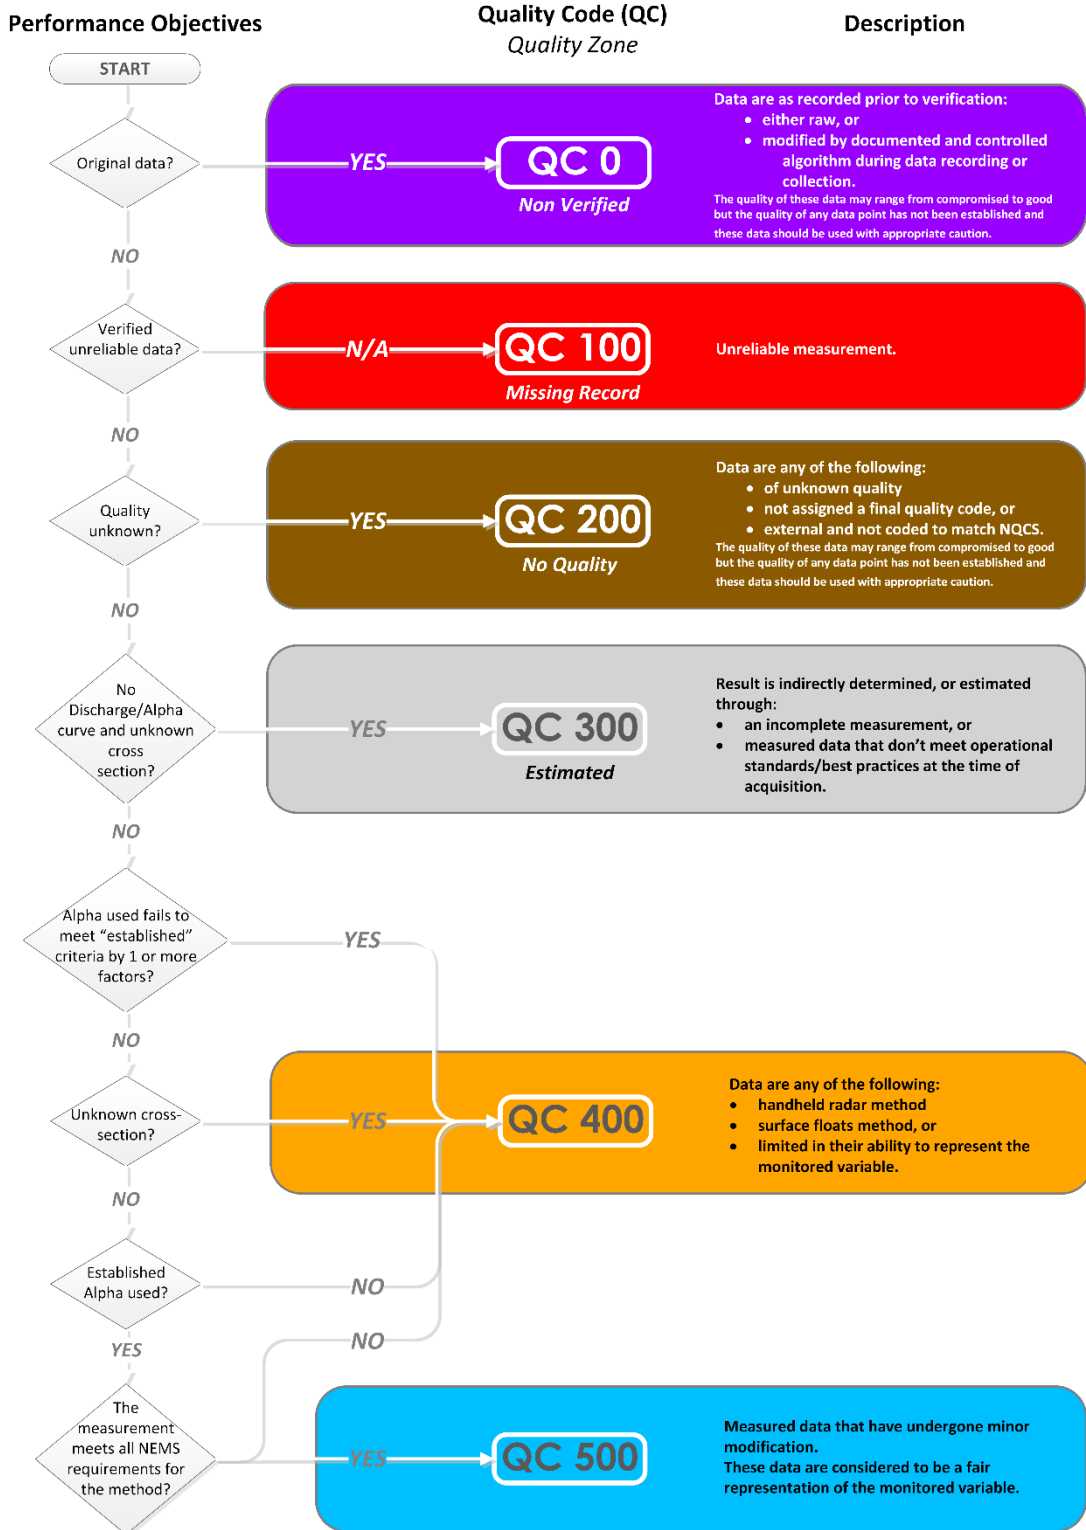 Performance Objectives
Quality Code (QC)
Quality Zone
Description
START
Original data?
YES
QC 0
Non Verified
Data are as recorded prior to verification:
• either raw, or
• modified by documented and controlled
algorithm during data recording or
collection.
The quality of these data may range from compromised to good
but the quality of any data point has not been established and
these data should be used with appropriate caution.
NO
Verified
unreliable data?
N/A
QC 100
Missing Record
Unreliable measurement.
NO
Quality
unknown?
YES
QC 200
No Quality
Data are any of the following:
• of unknown quality
• not assigned a final quality code, or
• external and not coded to match NQCS.
The quality of these data may range from compromised to good
but the quality of any data point has not been established and
these data should be used with appropriate caution.
NO
No
Discharge/Alpha
curve and unknown
cross
section?
YES
QC 300
Estimated
Result is indirectly determined, or estimated
through:
• an incomplete measurement, or
• measured data that don't meet operational
standards/best practices at the time of
acquisition.
NO
Alpha used fails to
meet “established”
criteria by 1 or more
factors?
YES
NO
Unknown cross-
section?
YES
QC 400
Data are any of the following:
• handheld radar method
• surface floats method, or
• limited in their ability to represent the
monitored variable.
NO
Established
Alpha used?
NO
YES
NO
The
measurement
meets all NEMS
requirements for
the method?
YES
QC 500
Measured data that have undergone minor
modification.
These data are considered to be a fair
representation of the monitored variable.